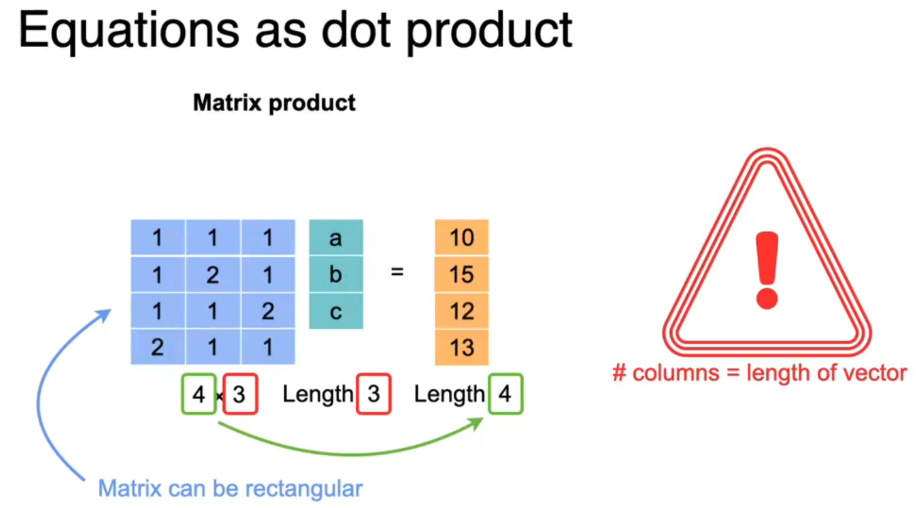 Equations as dot product
Matrix product
1 1 1 a 10
1 2 1 b = 15
1 1 2 c 12
2 1 1 13
4 × 3 Length 3 Length 4
# columns = length of vector
Matrix can be rectangular